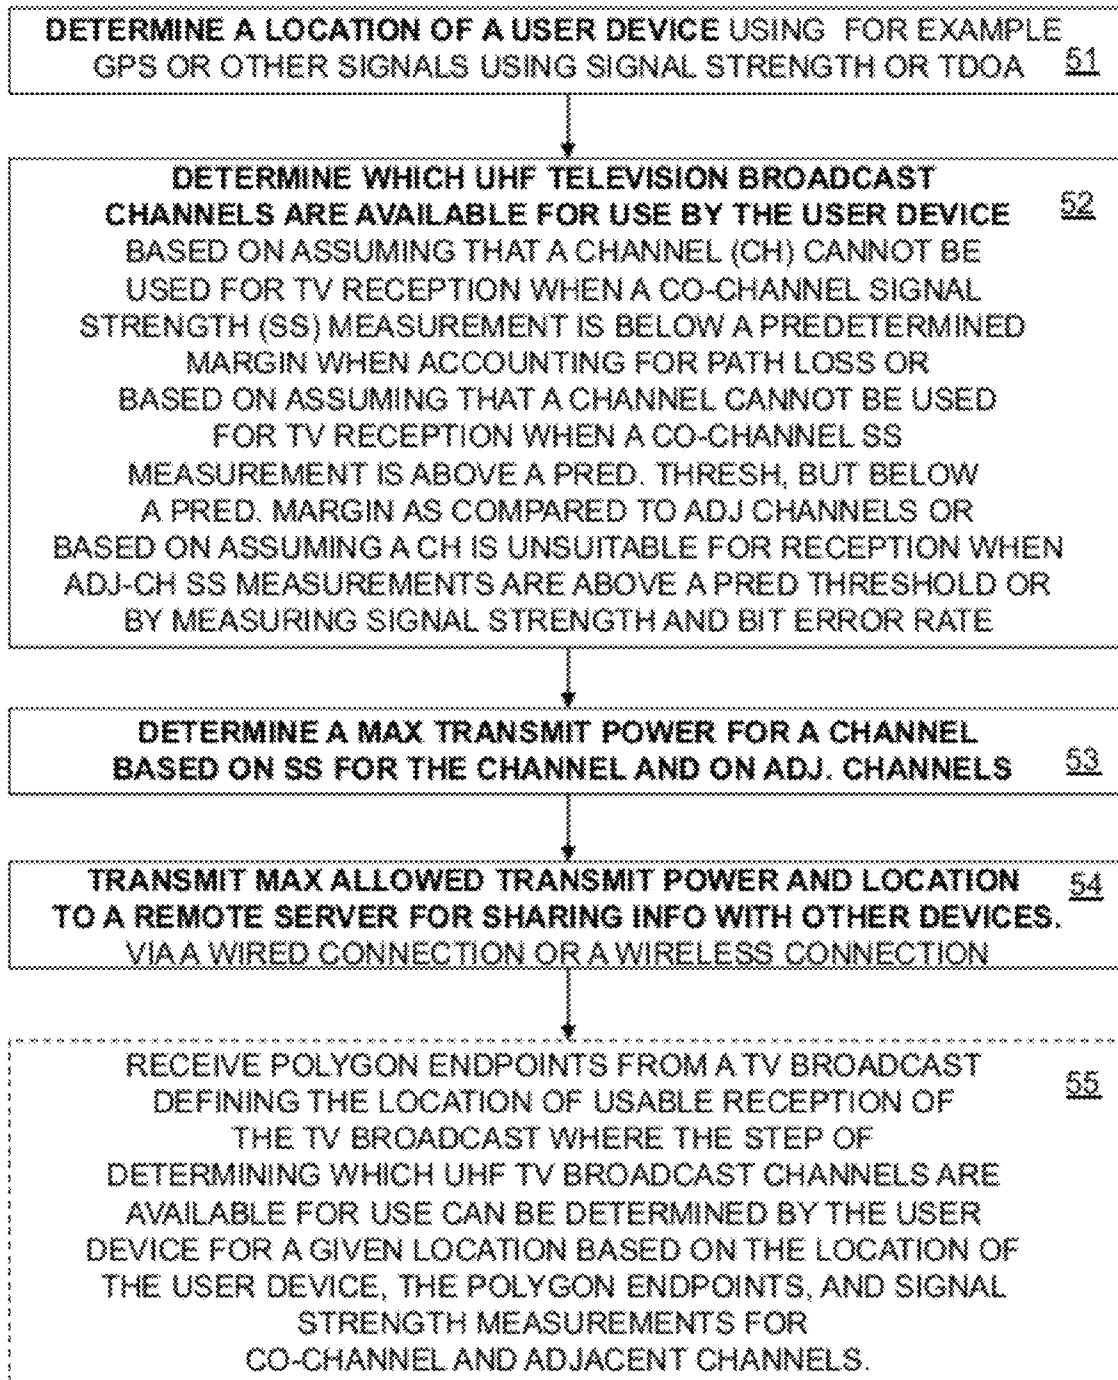 DETERMINE A LOCATION OF A USER DEVICE USING FOR EXAMPLE
GPS OR OTHER SIGNALS USING SIGNAL STRENGTH OR TDOA 51
DETERMINE WHICH UHF TELEVISION BROADCAST
CHANNELS ARE AVAILABLE FOR USE BY THE USER DEVICE 52
BASED ON ASSUMING THAT A CHANNEL (CH) CANNOT BE
USED FOR TV RECEPTION WHEN A CO-CHANNEL SIGNAL
STRENGTH (SS) MEASUREMENT IS BELOW A PREDETERMINED
MARGIN WHEN ACCOUNTING FOR PATH LOSS OR
BASED ON ASSUMING THAT A CHANNEL CANNOT BE USED
FOR TV RECEPTION WHEN A CO-CHANNEL SS
MEASUREMENT IS ABOVE A PRED. THRESH, BUT BELOW
A PRED. MARGIN AS COMPARED TO ADJ CHANNELS OR
BASED ON ASSUMING A CH IS UNSUITABLE FOR RECEPTION WHEN
ADJ-CH SS MEASUREMENTS ARE ABOVE A PRED THRESHOLD OR
BY MEASURING SIGNAL STRENGTH AND BIT ERROR RATE
DETERMINE A MAX TRANSMIT POWER FOR A CHANNEL
BASED ON SS FOR THE CHANNEL AND ON ADJ. CHANNELS 53
TRANSMIT MAX ALLOWED TRANSMIT POWER AND LOCATION 54
TO A REMOTE SERVER FOR SHARING INFO WITH OTHER DEVICES.
VIA A WIRED CONNECTION OR A WIRELESS CONNECTION
RECEIVE POLYGON ENDPOINTS FROM A TV BROADCAST 55
DEFINING THE LOCATION OF USABLE RECEPTION OF
THE TV BROADCAST WHERE THE STEP OF
DETERMINING WHICH UHF TV BROADCAST CHANNELS ARE
AVAILABLE FOR USE CAN BE DETERMINED BY THE USER
DEVICE FOR A GIVEN LOCATION BASED ON THE LOCATION OF
THE USER DEVICE, THE POLYGON ENDPOINTS, AND SIGNAL
STRENGTH MEASUREMENTS FOR
CO-CHANNEL AND ADJACENT CHANNELS.